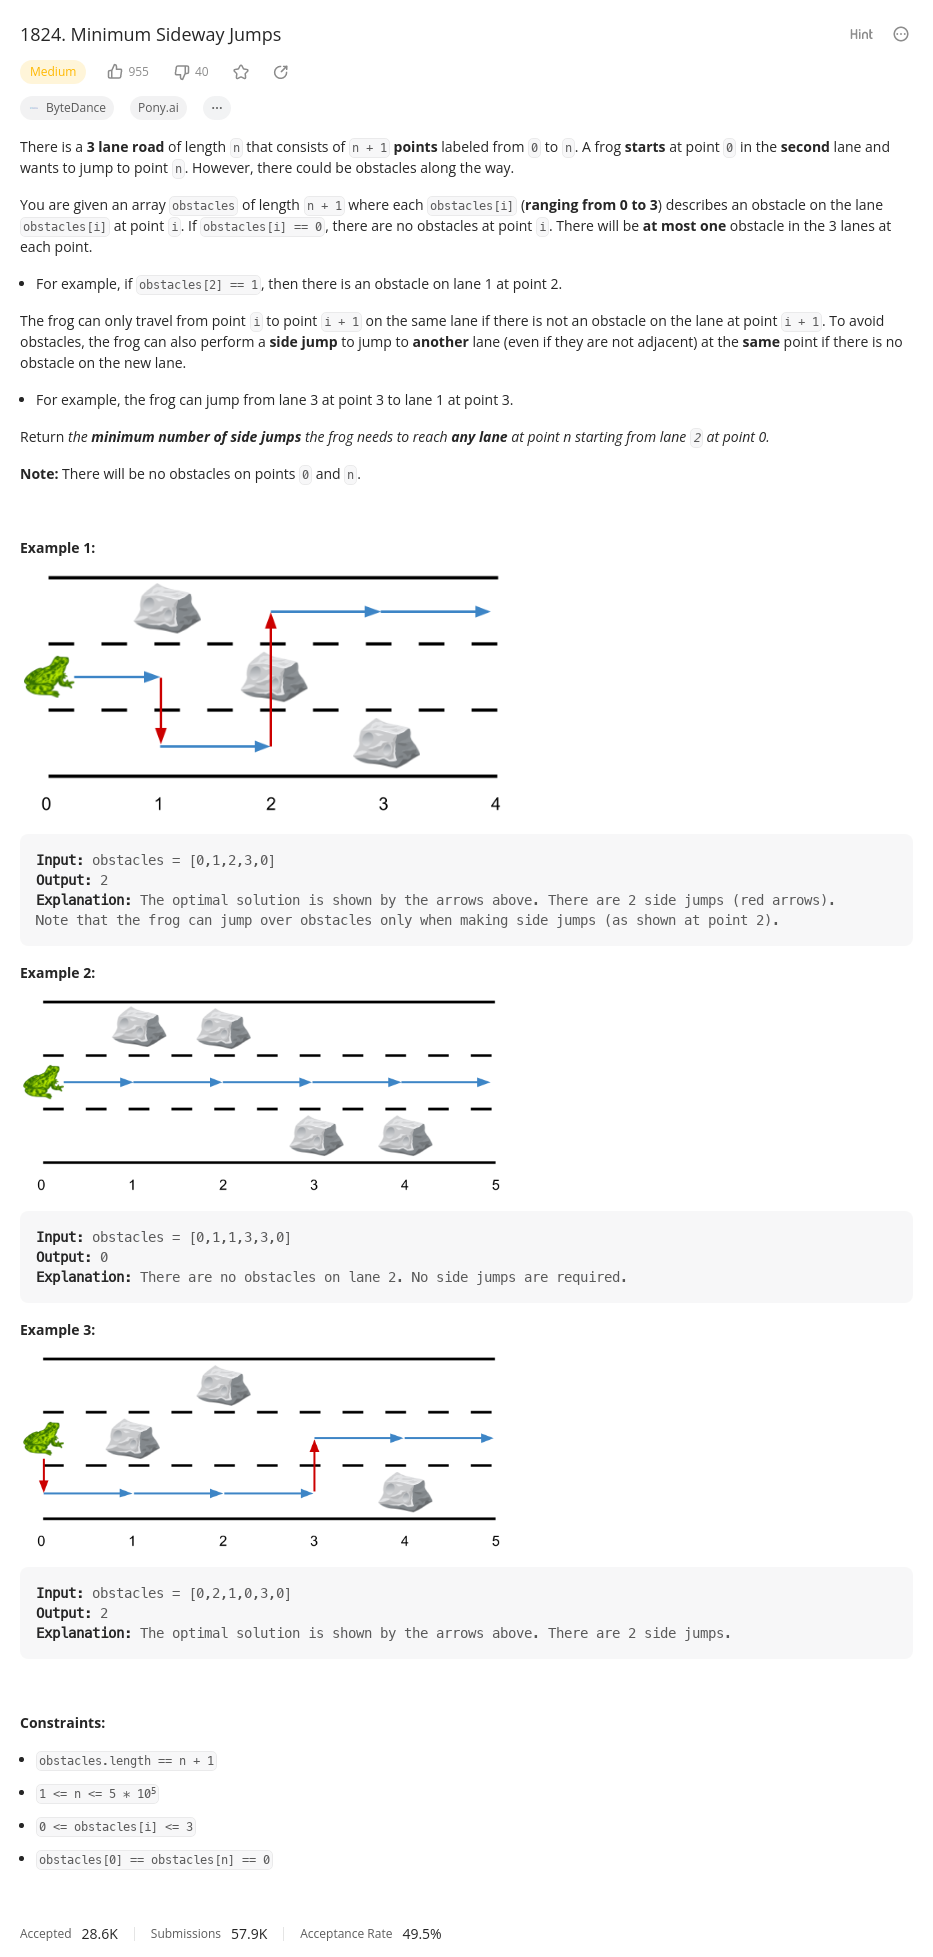 1824. Minimum Sideway Jumps
Hint
Medium 955 40
ByteDance Pony.ai ...
There is a 3 lane road of length n that consists of n + 1 points labeled from 0 to n. A frog starts at point 0 in the second lane and
wants to jump to point n. However, there could be obstacles along the way.
You are given an array obstacles of length n + 1 where each obstacles[i] (ranging from 0 to 3) describes an obstacle on the lane
obstacles[i] at point i. If obstacles[i] == 0, there are no obstacles at point i. There will be at most one obstacle in the 3 lanes at
each point.
• For example, if obstacles[2] == 1, then there is an obstacle on lane 1 at point 2.
The frog can only travel from point i to point i + 1 on the same lane if there is not an obstacle on the lane at point i + 1. To avoid
obstacles, the frog can also perform a side jump to jump to another lane (even if they are not adjacent) at the same point if there is no
obstacle on the new lane.
• For example, the frog can jump from lane 3 at point 3 to lane 1 at point 3.
Return the minimum number of side jumps the frog needs to reach any lane at point n starting from lane 2 at point 0.
Note: There will be no obstacles on points 0 and n.
Example 1:
0 1 2 3 4
Input: obstacles = [0,1,2,3,0]
Output: 2
Explanation: The optimal solution is shown by the arrows above. There are 2 side jumps (red arrows).
Note that the frog can jump over obstacles only when making side jumps (as shown at point 2).
Example 2:
0 1 2 3 4 5
Input: obstacles = [0,1,1,3,3,0]
Output: 0
Explanation: There are no obstacles on lane 2. No side jumps are required.
Example 3:
0 1 2 3 4 5
Input: obstacles = [0,2,1,0,3,0]
Output: 2
Explanation: The optimal solution is shown by the arrows above. There are 2 side jumps.
Constraints:
• obstacles.length == n + 1
• 1 <= n <= 5 * 10⁵
• 0 <= obstacles[i] <= 3
• obstacles[0] == obstacles[n] == 0
Accepted 28.6K Submissions 57.9K Acceptance Rate 49.5%